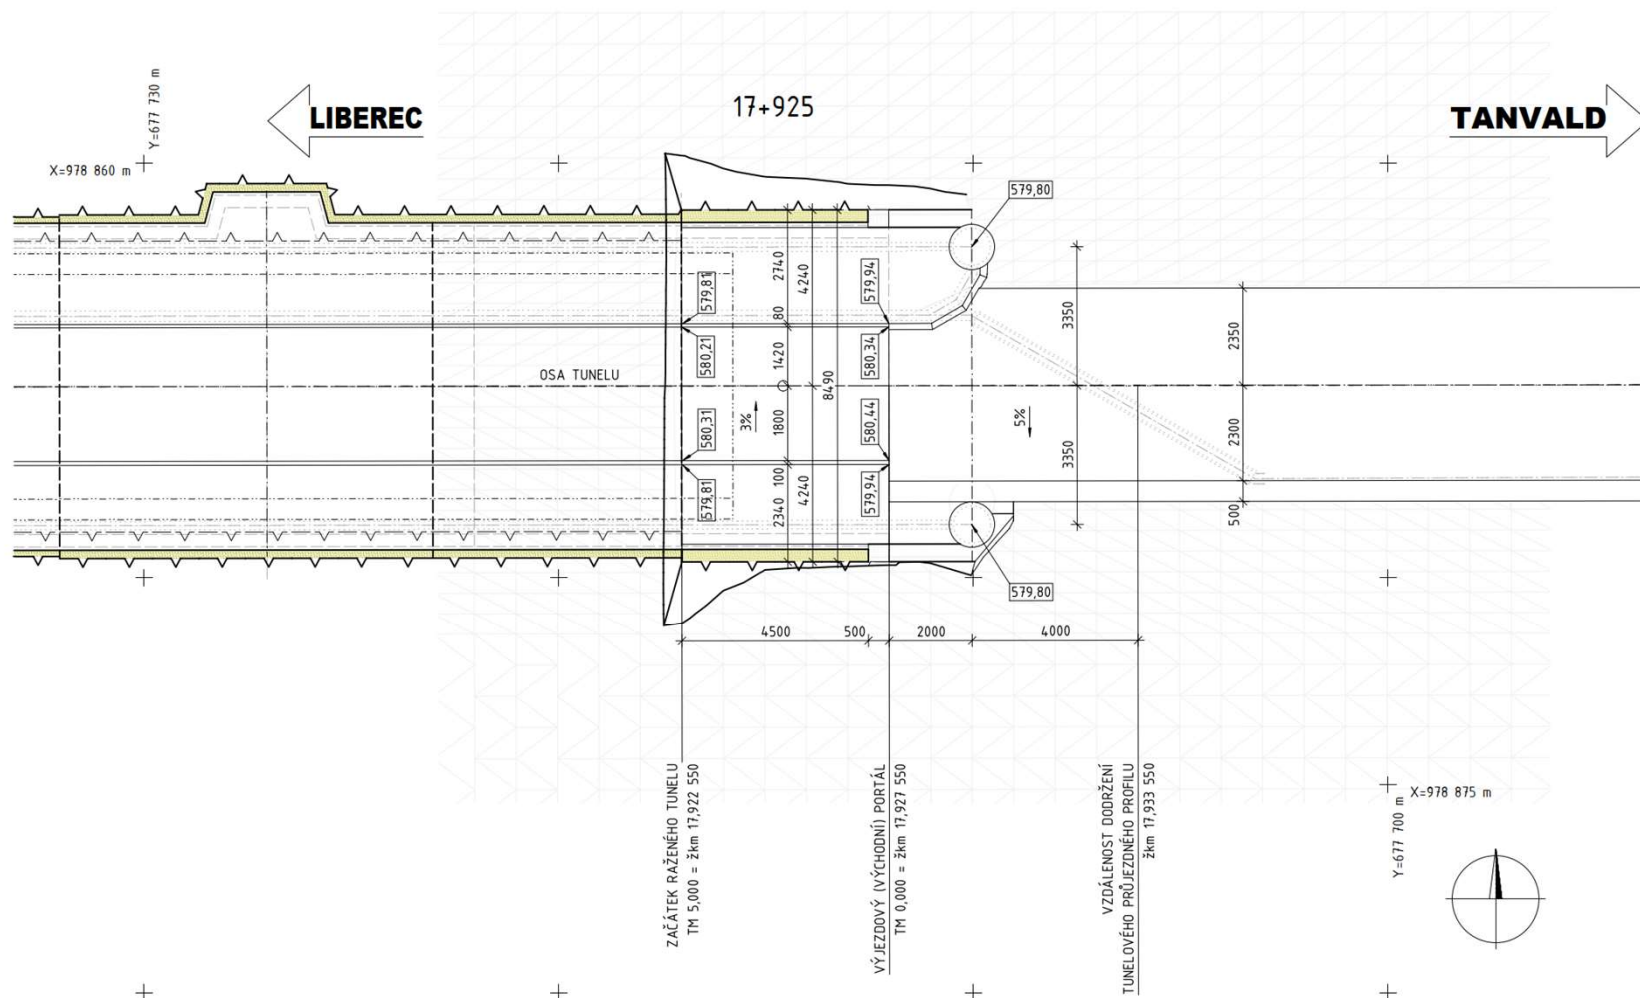 Y=677 730 m
LIBEREC
17+925
TANVALD
X=978 860 m
579,80
579,81
2740
4240
579,94
80
3350
2350
580,21
1420
580,34
OSA TUNELU
8490
580,31
3%
1800
580,44
5%
3350
2300
579,81
2340
100
4240
579,94
500
579,80
4500
500
2000
4000
ZAČÁTEK RAŽENÉHO TUNELU
TM 5,000 = žkm 17,922 550
VÝJEZDOVÝ (VÝCHODNÍ) PORTÁL
TM 0,000 = žkm 17,927 550
VZDÁLENOST DODRŽENÍ
TUNELOVÉHO PRŮJEZDNÉHO PROFILU
žkm 17,933 550
X=978 875 m
Y=677 700 m